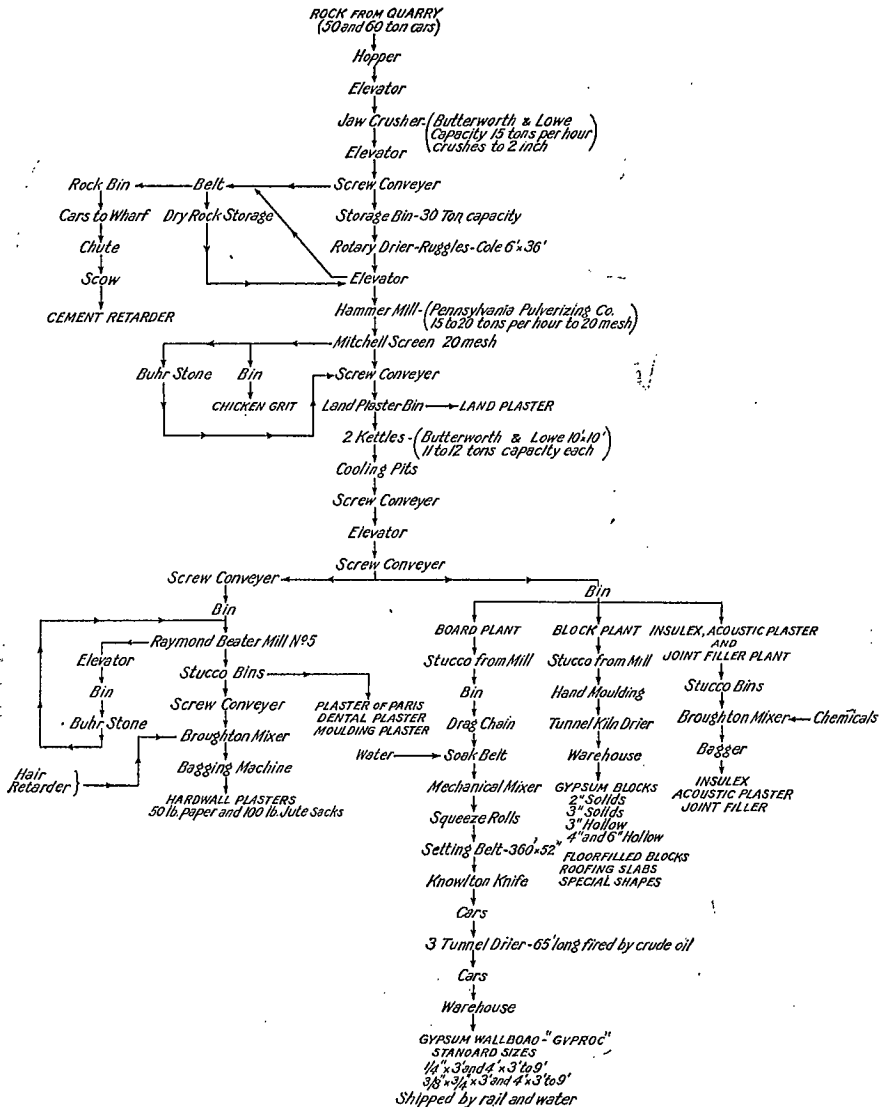 ROCK FROM QUARRY
(50 and 60 ton cars)
Hopper
Elevator
Jaw Crusher-(Butterworth & Lowe
Capacity 15 tons per hour
crushes to 2 inch)
Elevator
Rock Bin
Belt
Screw Conveyer
Cars to Wharf
Dry Rock Storage
Storage Bin-30 Ton capacity
Chute
Rotary Drier-Ruggles-Cole 6'x36'
Scow
Elevator
CEMENT RETARDER
Hammer Mill-(Pennsylvania Pulverizing Co.
15 to 20 tons per hour to 20 mesh)
Mitchell Screen 20 mesh
Buhr Stone
Bin
Screw Conveyer
CHICKEN GRIT
Land Plaster Bin
LAND PLASTER
2 Kettles-(Butterworth & Lowe 10'x10'
11 to 12 tons capacity each)
Cooling Pits
Screw Conveyer
Elevator
Screw Conveyer
Screw Conveyer
Bin
Bin
Raymond Beater Mill Nº5
Elevator
Stucco Bins
Bin
Screw Conveyer
PLASTER OF PARIS
DENTAL PLASTER
MOULDING PLASTER
Buhr Stone
Broughton Mixer
Hair
Retarder}
Bagging Machine
HARDWALL PLASTERS
50 lb. paper and 100 lb. Jute Sacks
BOARD PLANT
Stucco from Mill
Bin
Drag Chain
Water
Soak Belt
Mechanical Mixer
Squeeze Rolls
Setting Belt-360'x52"
Knowlton Knife
Cars
3 Tunnel Drier-65' long fired by crude oil
Cars
Warehouse
GYPSUM WALLBOAD-"GYPROC"
STANDARD SIZES
1/4" x 3' and 4' x 3' to 9'
3/8" x 3/4" x 3' and 4' x 3' to 9'
Shipped by rail and water
BLOCK PLANT
Stucco from Mill
Hand Moulding
Tunnel Kiln Drier
Warehouse
GYPSUM BLOCKS
2" Solids
3" Solids
3" Hollow
4" and 6" Hollow
FLOORFILLED BLOCKS
ROOFING SLABS
SPECIAL SHAPES
INSULEX, ACOUSTIC PLASTER
AND
JOINT FILLER PLANT
Stucco Bins
Broughton Mixer
Chemicals
Bagger
INSULEX
ACOUSTIC PLASTER
JOINT FILLER